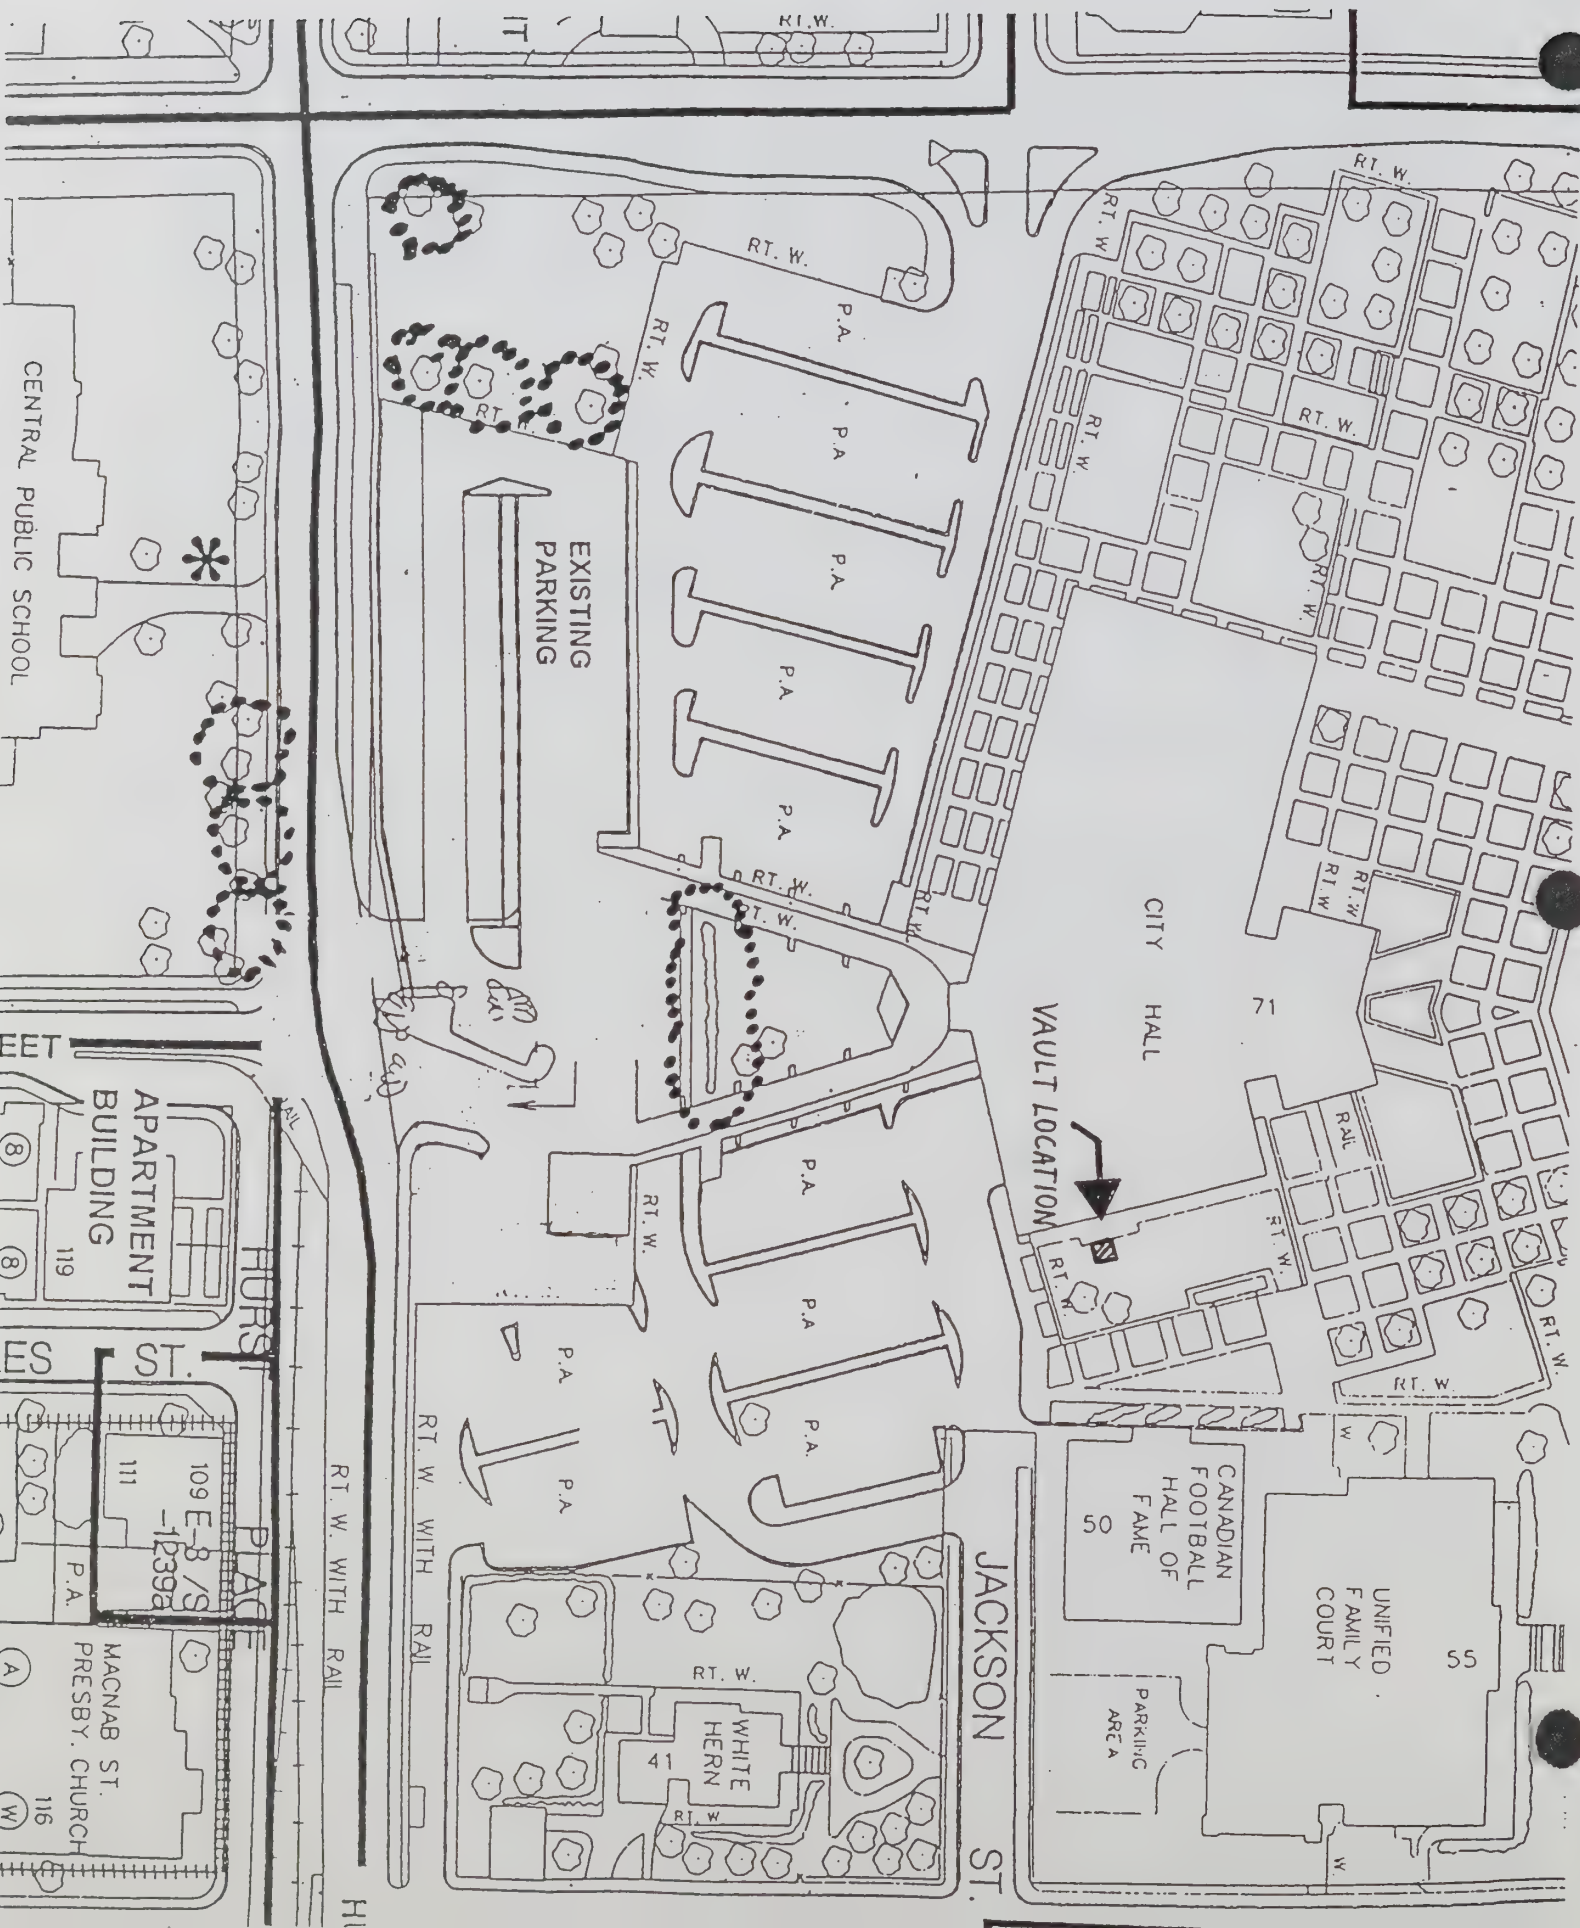 RT.W.
RT. W.
RT. W
RT. W.
RT. W.
RT
RT. W.
RT. W.
RT. W.
P.A.
P.A
P.A
P.A
P.A
EXISTING
PARKING
CENTRAL PUBLIC SCHOOL
RT. W.
RT. W.
RT. W.
T. W.
RT. W
RT. W
CITY
HALL
71
VAULT LOCATION
RAIL
RT. W.
RT. W.
RT. W.
RT. W.
W
EET
APARTMENT
BUILDING
119
8
8
HURST
PLACE
ES ST.
RT. W.
P.A.
P.A
P.A.
P.A
P.A
RT. W. WITH RAIL
RT. W. WITH RAIL
109 E-8/S
-1239a
111
P.A.
MACNAB ST.
PRESBY. CHURCH
116
A
W
JACKSON ST.
CANADIAN
FOOTBALL
HALL OF
FAME
50
UNIFIED
FAMILY
COURT
55
PARKING
AREA
W.
RT. W.
WHITE
HERN
41
RT. W